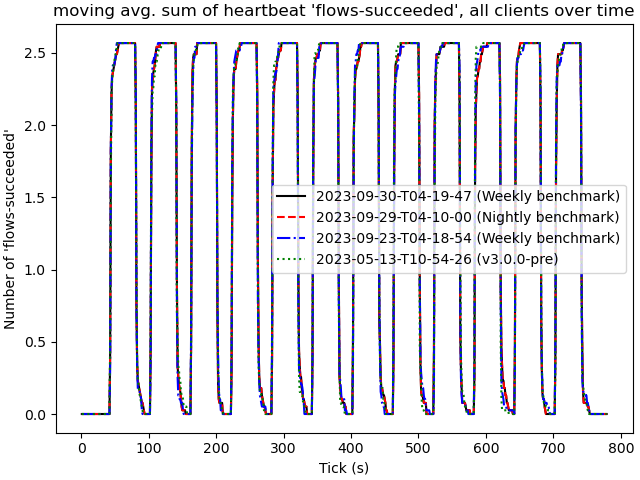 moving avg. sum of heartbeat 'flows-succeeded', all clients over time
Number of 'flows-succeeded'
2.5
2.0
1.5
1.0
0.5
0.0
2023-09-30-T04-19-47 (Weekly benchmark)
2023-09-29-T04-10-00 (Nightly benchmark)
2023-09-23-T04-18-54 (Weekly benchmark)
2023-05-13-T10-54-26 (v3.0.0-pre)
0 100 200 300 400 500 600 700 800
Tick (s)